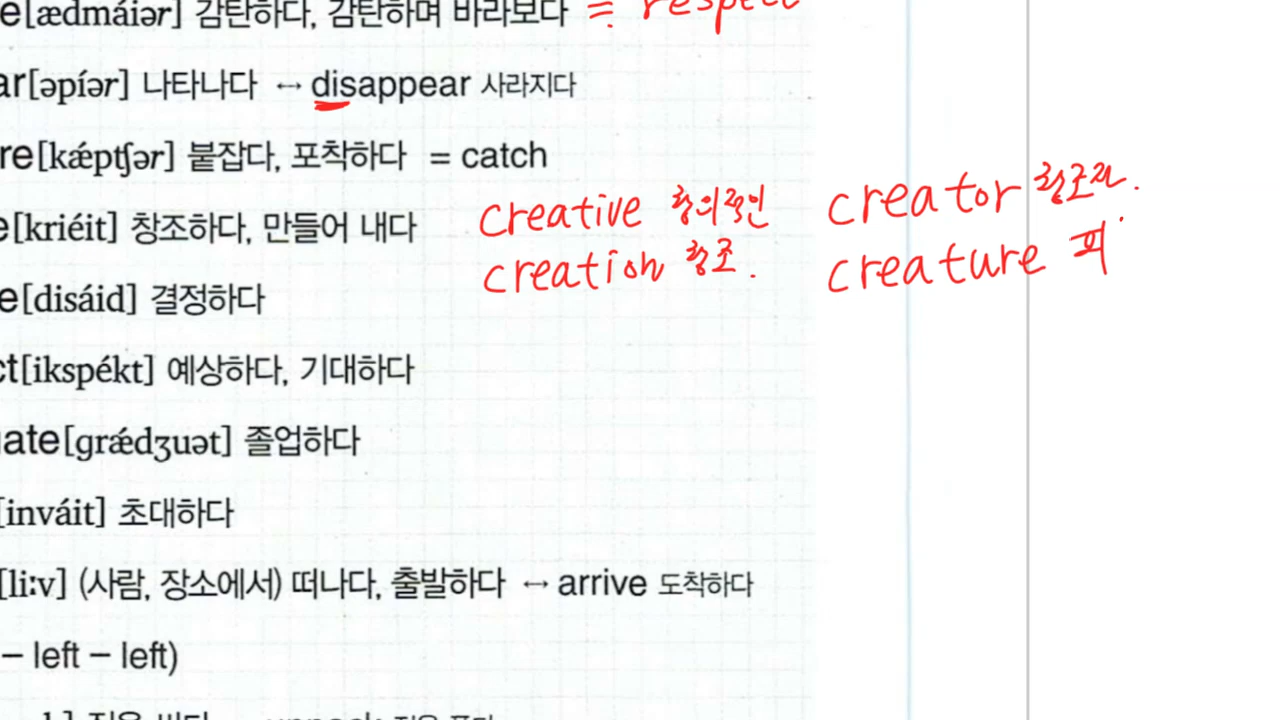 e[ædmáiər] 감탄하다, 감탄하며 바라보다 = respect
ar[əpíər] 나타나다 ↔ disappear 사라지다
re[kǽptʃər] 붙잡다, 포착하다 = catch
creative 창의적인 creator 창조자.
e[kriéit] 창조하다, 만들어 내다
creation 창조. creature 피
e[disáid] 결정하다
ct[ikspékt] 예상하다, 기대하다
ate[grǽdʒuət] 졸업하다
[inváit] 초대하다
[li:v] (사람, 장소에서) 떠나다, 출발하다 ↔ arrive 도착하다
– left – left)